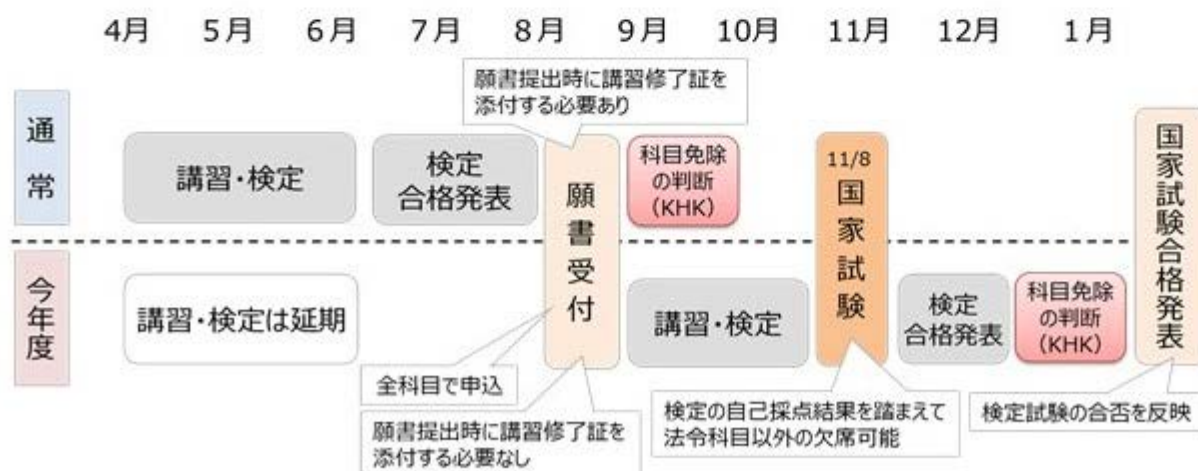 4月 5月 6月 7月 8月 9月 10月 11月 12月 1月
願書提出時に講習修了証を
添付する必要あり
通常
講習・検定
検定
合格発表
願書受付
科目免除
の判断
(KHK)
11/8
国家試験
国家試験合格発表
今年度
講習・検定は延期
講習・検定
検定
合格発表
科目免除
の判断
(KHK)
全科目で申込
願書提出時に講習修了証を
添付する必要なし
検定の自己採点結果を踏まえて
法令科目以外の欠席可能
検定試験の合否を反映